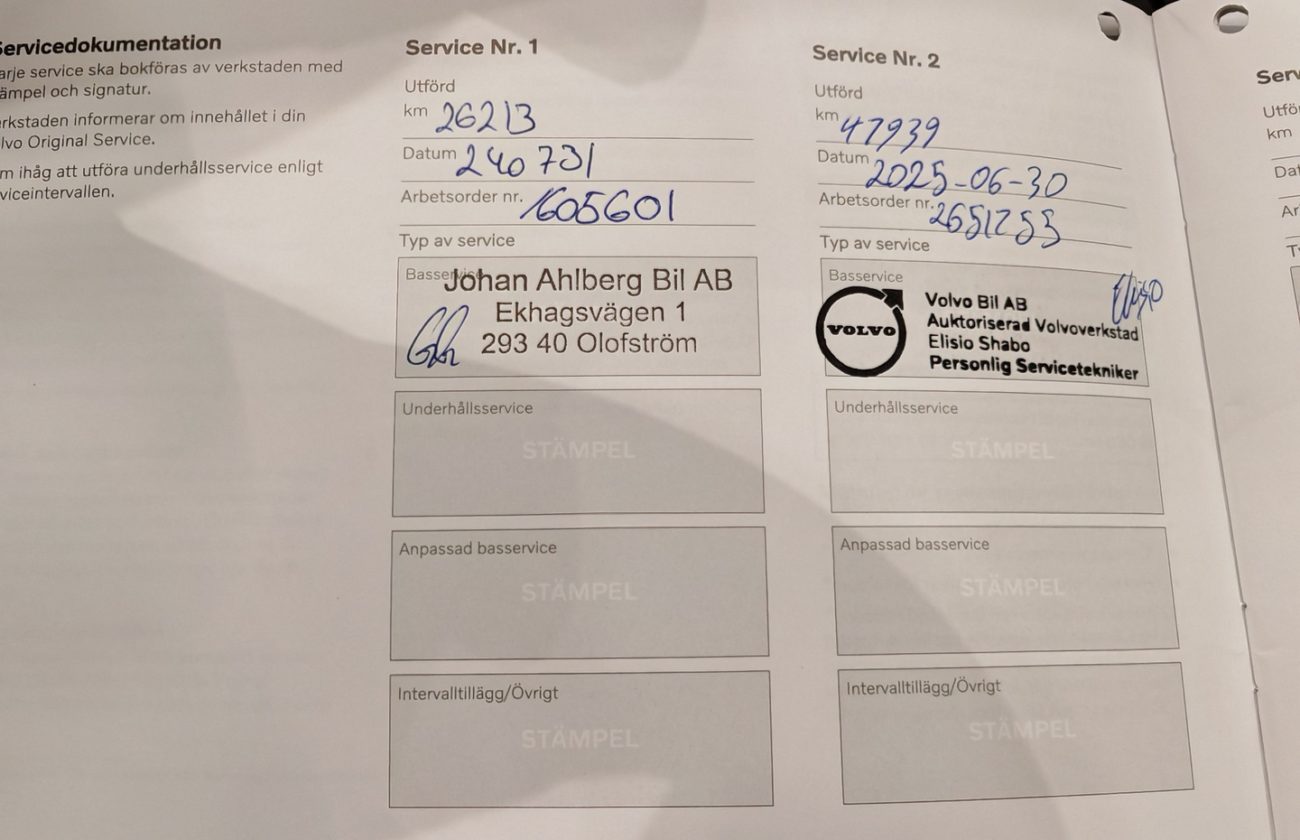 Servicedokumentation
arje service ska bokföras av verkstaden med
ämpel och signatur.
rkstaden informerar om innehållet i din
lvo Original Service.
m ihåg att utföra underhållsservice enligt
viceintervallen.
Service Nr. 1
Utförd
km 26213
Datum 240731
Arbetsorder nr. 1605601
Typ av service
Basservice
Johan Ahlberg Bil AB
Ekhagsvägen 1
293 40 Olofström
Underhållsservice
STÄMPEL
Anpassad basservice
STÄMPEL
Intervalltillägg/Övrigt
STÄMPEL
Service Nr. 2
Utförd
km 47939
Datum 2025-06-30
Arbetsorder nr. 2651253
Typ av service
Basservice
VOLVO
Volvo Bil AB
Auktoriserad Volvoverkstad
Elisio Shabo
Personlig Servicetekniker
Underhållsservice
STÄMPEL
Anpassad basservice
STÄMPEL
Intervalltillägg/Övrigt
STÄMPEL
Serv
Utför
km
Dat
Ar
T